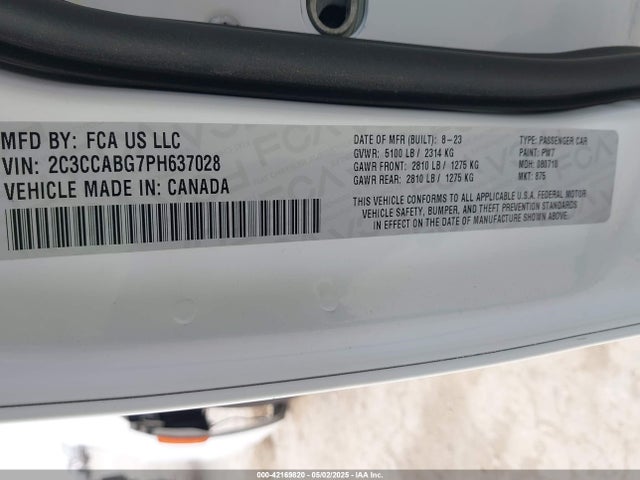 MFD BY: FCA US LLC
VIN: 2C3CCABG7PH637028
VEHICLE MADE IN: CANADA
DATE OF MFR (BUILT): 8-23
GVWR: 5100 LB / 2314 KG
GAWR FRONT: 2810 LB / 1275 KG
GAWR REAR: 2810 LB / 1275 KG
TYPE: PASSENGER CAR
PAINT: PW7
MDH: 080718
MKT: 875
THIS VEHICLE CONFORMS TO ALL APPLICABLE U.S.A. FEDERAL MOTOR
VEHICLE SAFETY, BUMPER, AND THEFT PREVENTION STANDARDS
IN EFFECT ON THE DATE OF MANUFACTURE SHOWN ABOVE.
000-42169820 - 05/02/2025 - IAA.